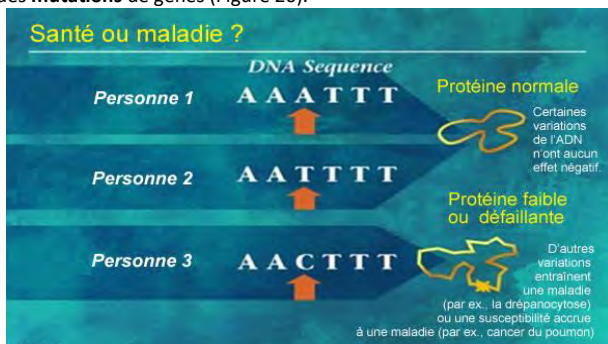 des mutations de gènes (Figure 20).
Santé ou maladie ?
DNA Sequence
Personne 1 A A A T T T
Protéine normale
Certaines
variations
de l'ADN
n'ont aucun
effet négatif.
Personne 2 A A T T T T
Protéine faible
ou défaillante
Personne 3 A A C T T T
D'autres
variations
entraînent
une maladie
(par ex., la drépanocytose)
ou une susceptibilité accrue
à une maladie (par ex., cancer du poumon)